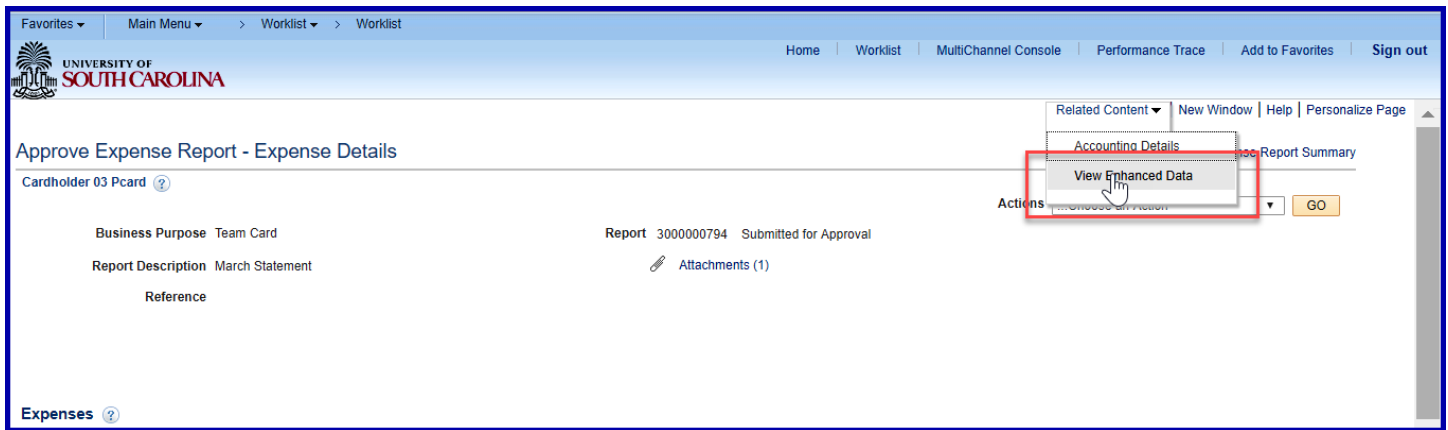 Favorites Main Menu > Worklist > Worklist
UNIVERSITY OF
SOUTH CAROLINA
Home Worklist MultiChannel Console Performance Trace Add to Favorites Sign out
Related Content New Window | Help | Personalize Page
Approve Expense Report - Expense Details
Accounting Details
Report Summary
Cardholder 03 Pcard ?
View Enhanced Data
Actions ...Choose an Action GO
Business Purpose Team Card
Report 3000000794 Submitted for Approval
Report Description March Statement
Attachments (1)
Reference
Expenses ?